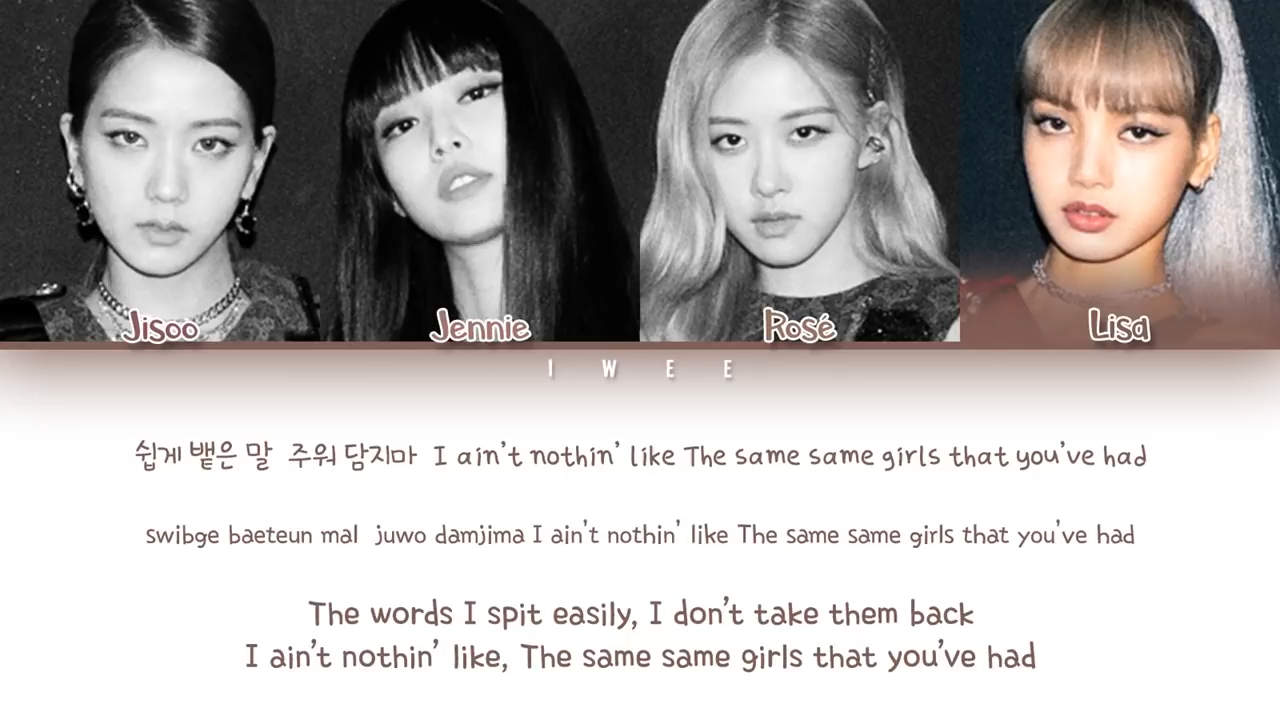 Jisoo
Jennie
Rosé
Lisa
I W E E
쉽게 뱉은 말 주워 담지마 I ain't nothin' like The same same girls that you've had
swibge baeteun mal juwo damjima I ain't nothin' like The same same girls that you've had
The words I spit easily, I don't take them back
I ain't nothin' like, The same same girls that you've had